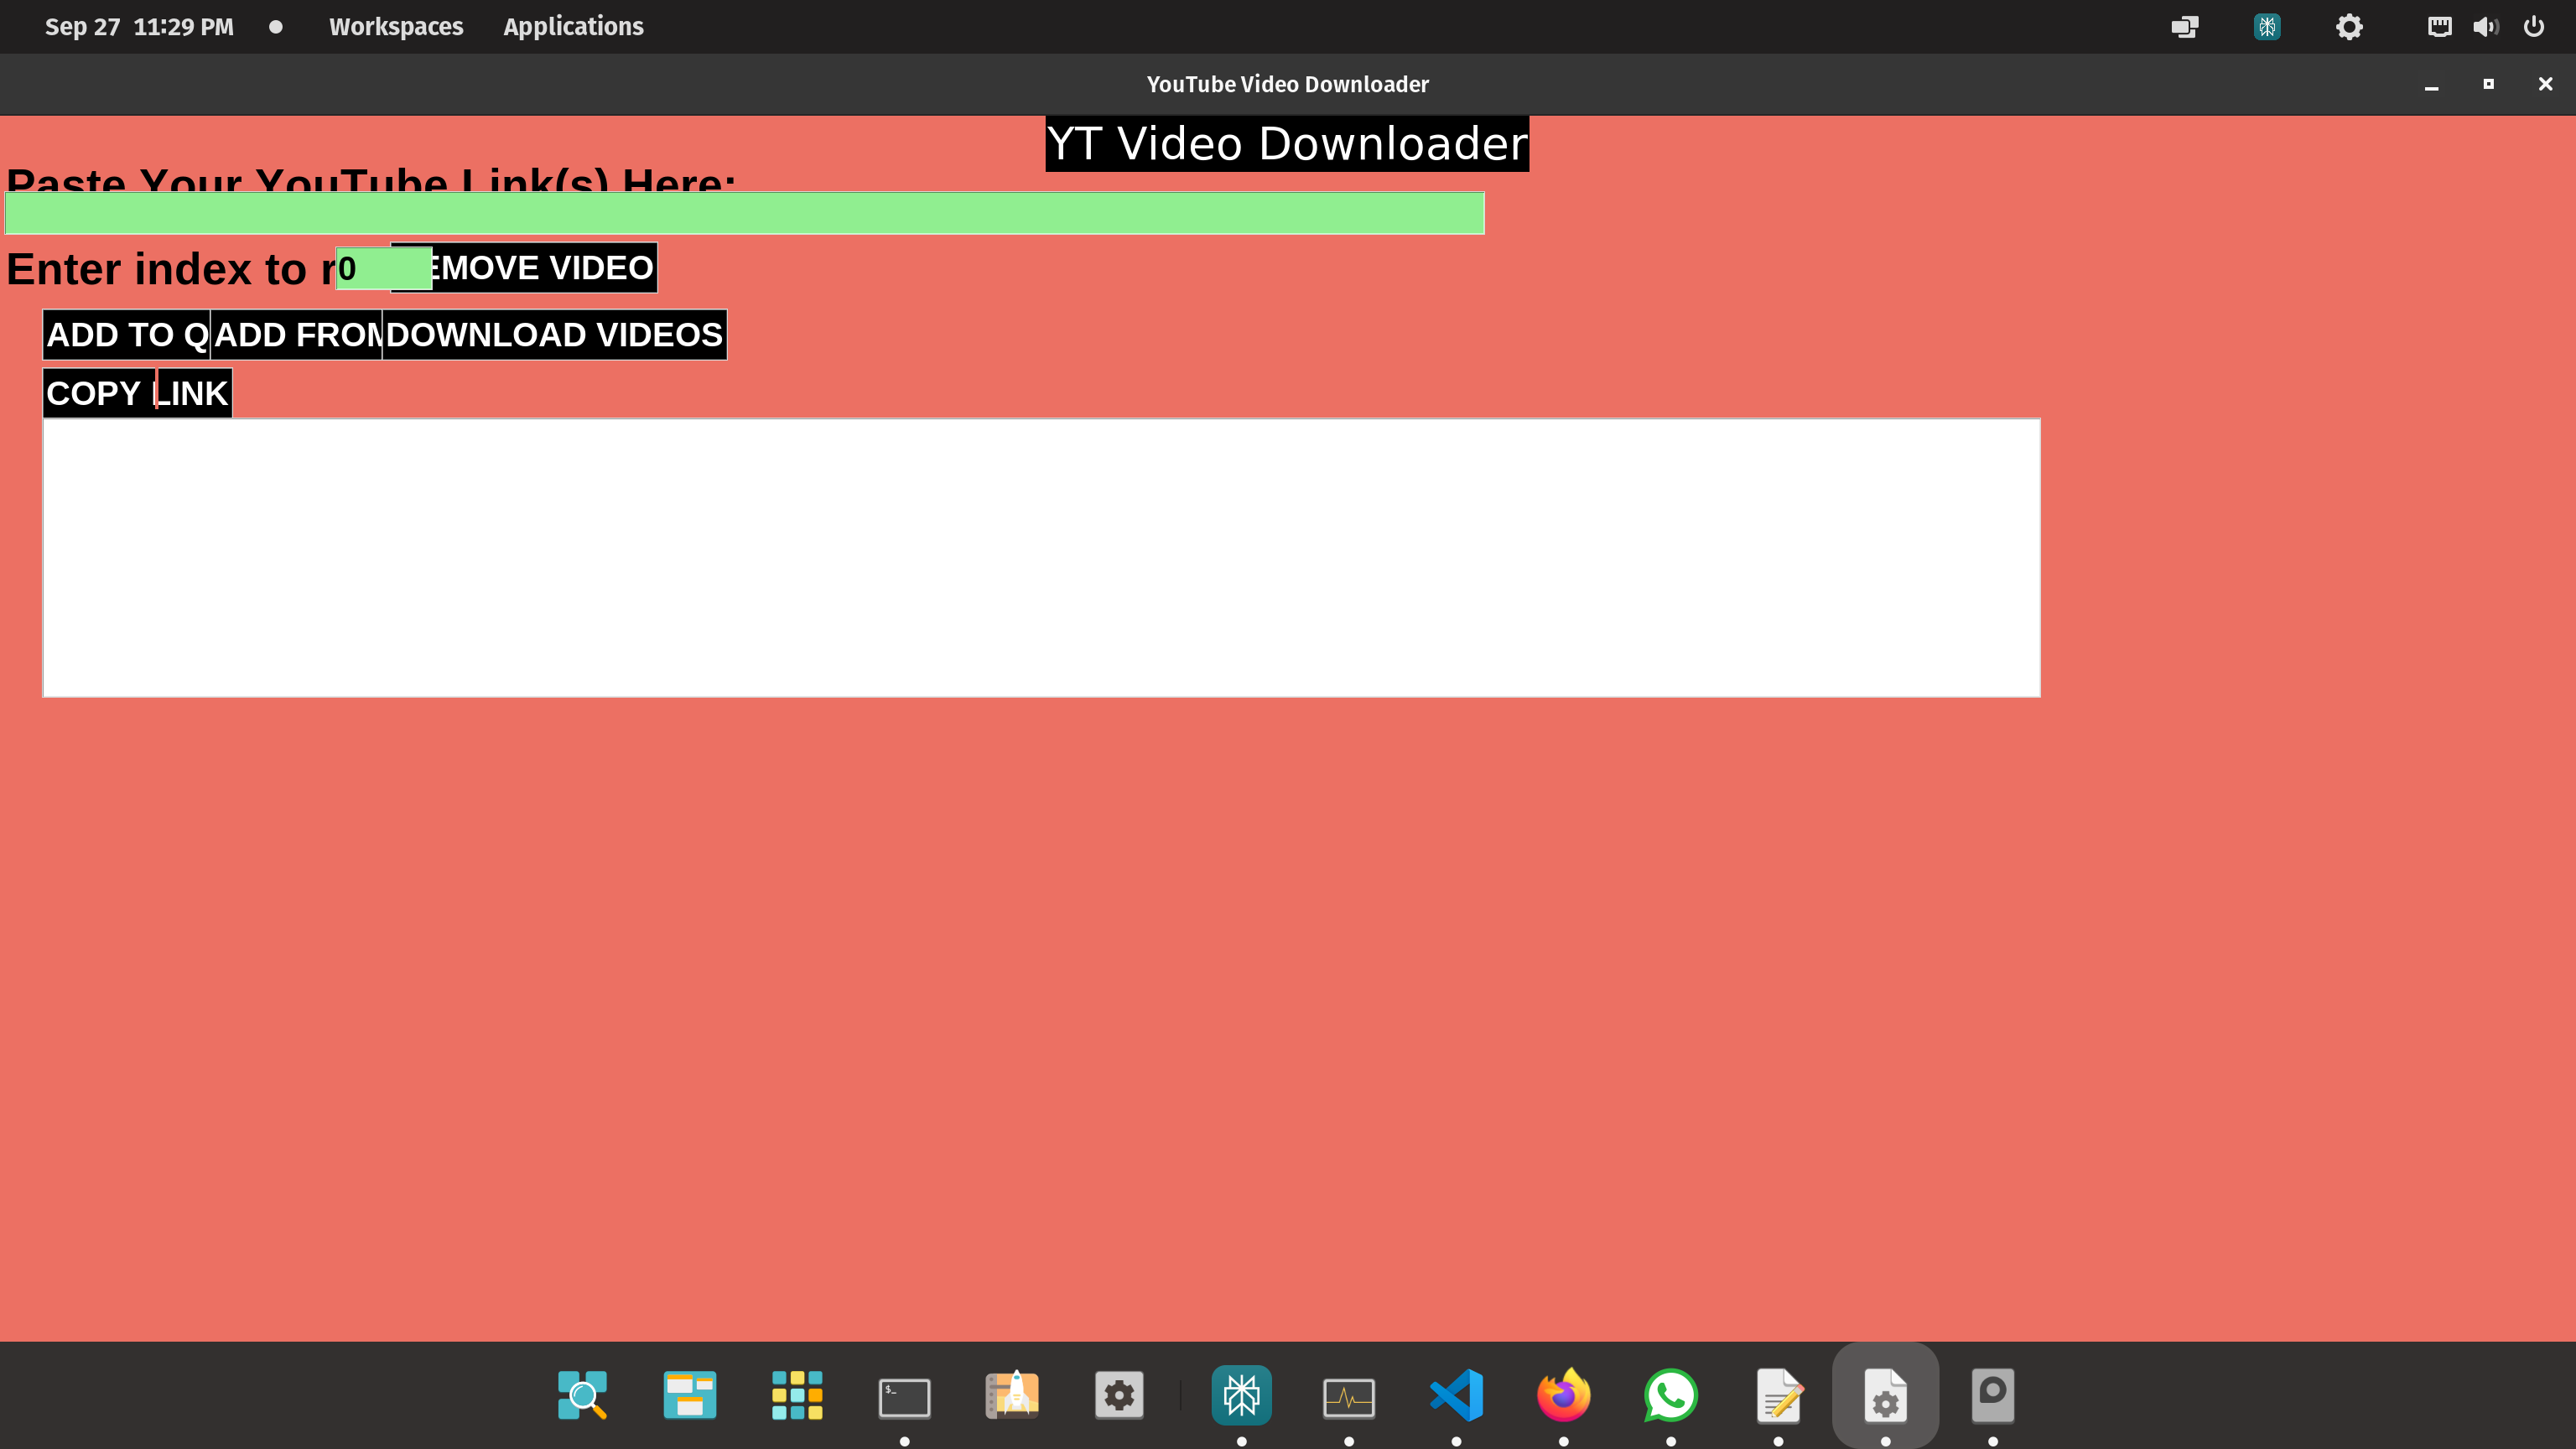 Sep 27 11:29 PM Workspaces Applications
YouTube Video Downloader
YT Video Downloader
Paste Your YouTube Link(s) Here:
Enter index to r 0 EMOVE VIDEO
ADD TO Q ADD FROM DOWNLOAD VIDEOS
COPY LINK
$_